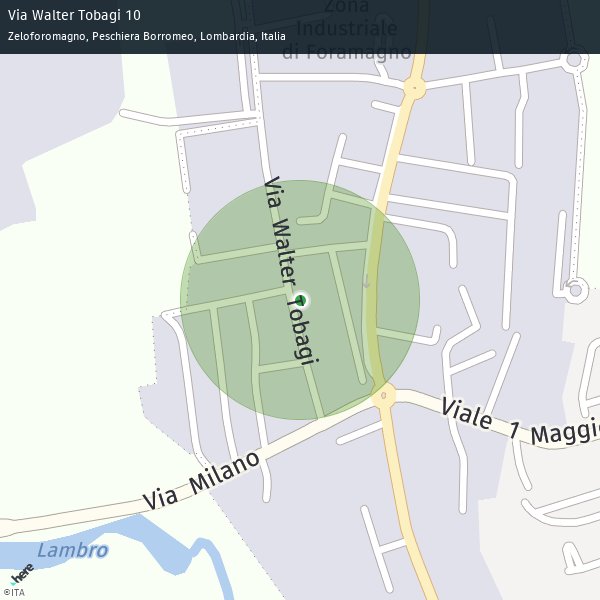 Via Walter Tobagi 10
Zeloforomagno, Peschiera Borromeo, Lombardia, Italia
Zona
Industriale
di Foramagno
Via Walter Tobagi
Viale 1 Maggio
Via Milano
Lambro
here
©ITA